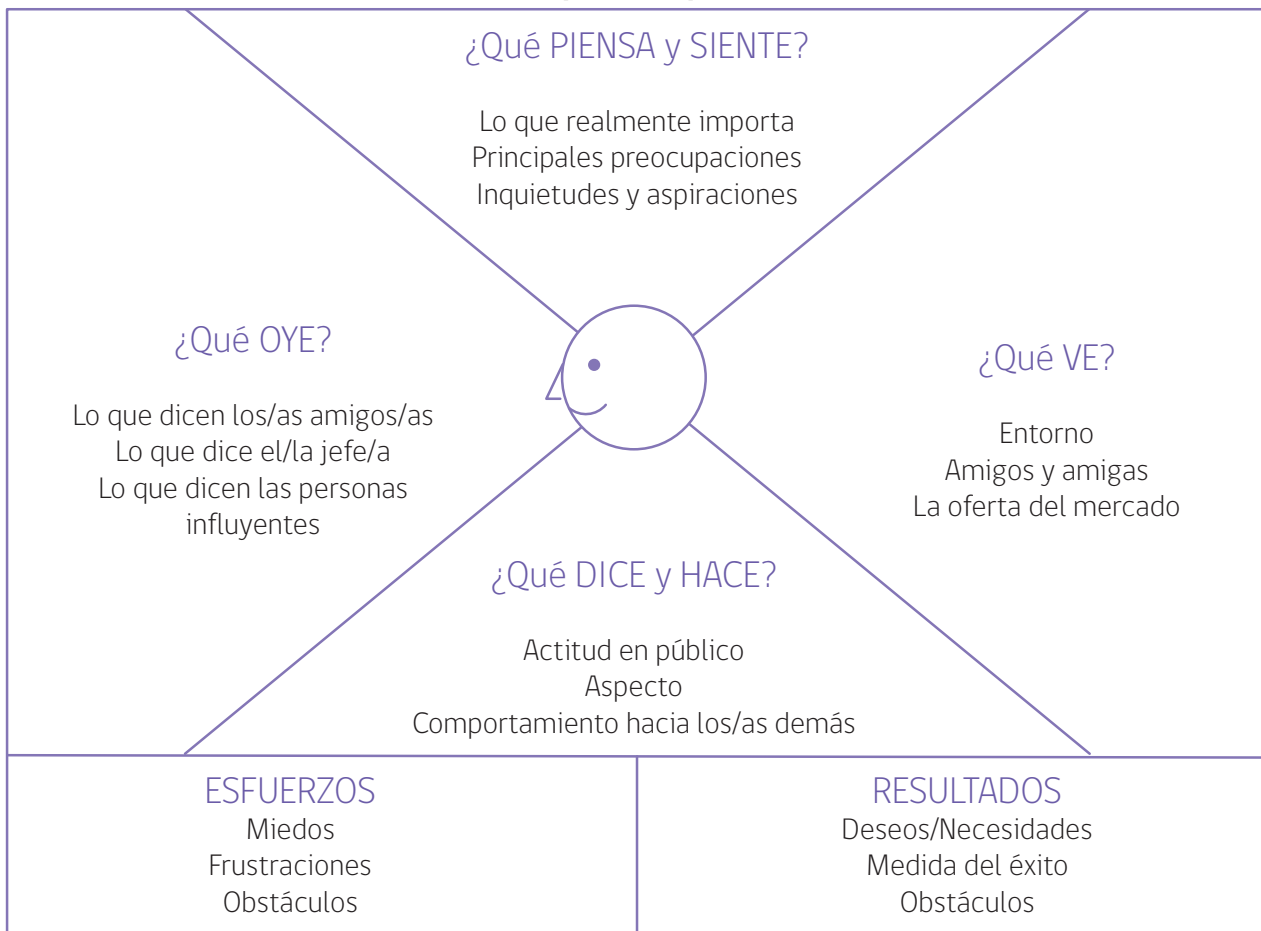 ¿Qué PIENSA y SIENTE?
Lo que realmente importa
Principales preocupaciones
Inquietudes y aspiraciones
¿Qué OYE?
Lo que dicen los/as amigos/as
Lo que dice el/la jefe/a
Lo que dicen las personas
influyentes
¿Qué VE?
Entorno
Amigos y amigas
La oferta del mercado
¿Qué DICE y HACE?
Actitud en público
Aspecto
Comportamiento hacia los/as demás
ESFUERZOS
Miedos
Frustraciones
Obstáculos
RESULTADOS
Deseos/Necesidades
Medida del éxito
Obstáculos